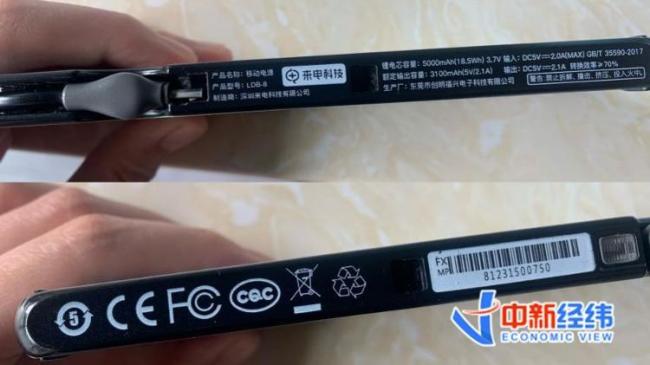 产品名称：移动电源
产品型号：LDB-8
制造商：深圳来电科技有限公司
来电科技
锂电芯容量：5000mAh(18.5Wh) 3.7V 输入：DC5V⎓2.0A(MAX) GB/T 35590-2017
额定输出容量：3100mAh(5V/2.1A) 输出：DC5V⎓2.1A 转换效率≥70%
生产厂：东莞市创明福兴电子科技有限公司 警告：禁止拆解、撞击、挤压、投入火中。
5 CE FC CQC
FX
MP
81231500750
中新经纬
ECONOMIC VIEW